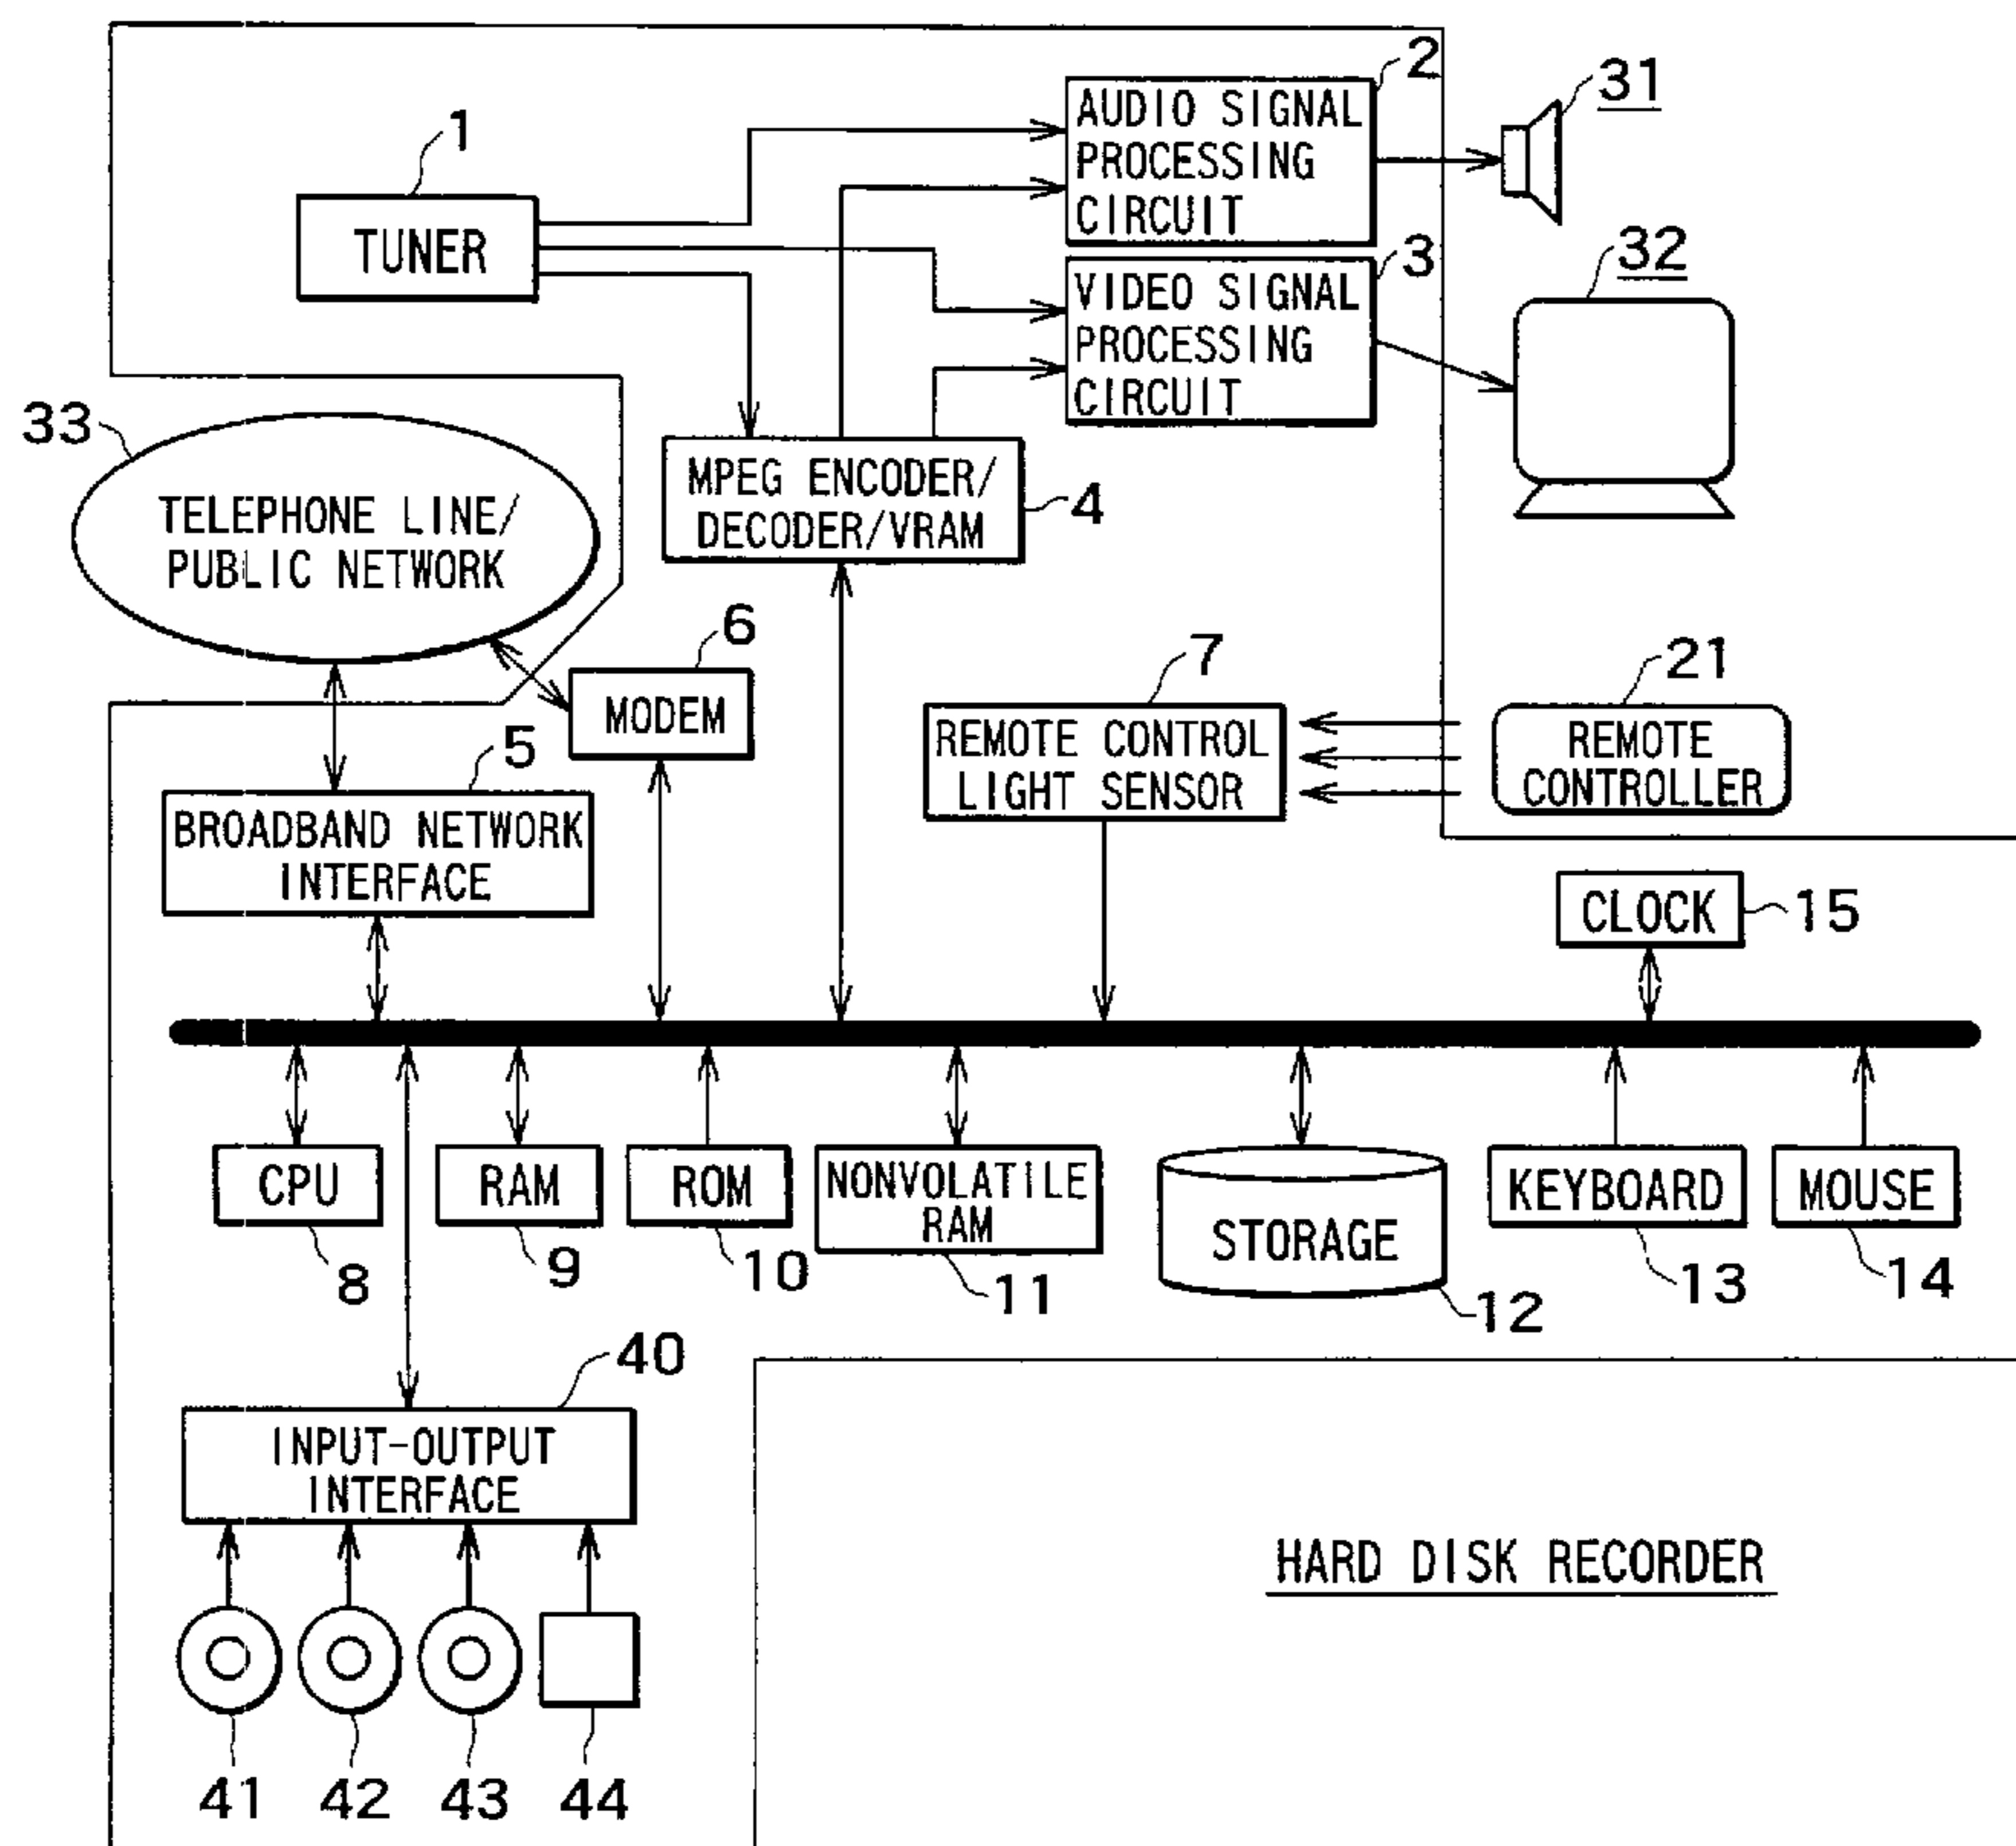 2
AUDIO SIGNAL
PROCESSING
CIRCUIT
31
1
TUNER
3
VIDEO SIGNAL
PROCESSING
CIRCUIT
32
33
TELEPHONE LINE/
PUBLIC NETWORK
MPEG ENCODER/
DECODER/VRAM
4
6
MODEM
7
REMOTE CONTROL
LIGHT SENSOR
21
REMOTE
CONTROLLER
5
BROADBAND NETWORK
INTERFACE
CLOCK
15
CPU
8
RAM
9
ROM
10
NONVOLATILE
RAM
11
STORAGE
12
KEYBOARD
13
MOUSE
14
40
INPUT-OUTPUT
INTERFACE
41
42
43
44
HARD DISK RECORDER